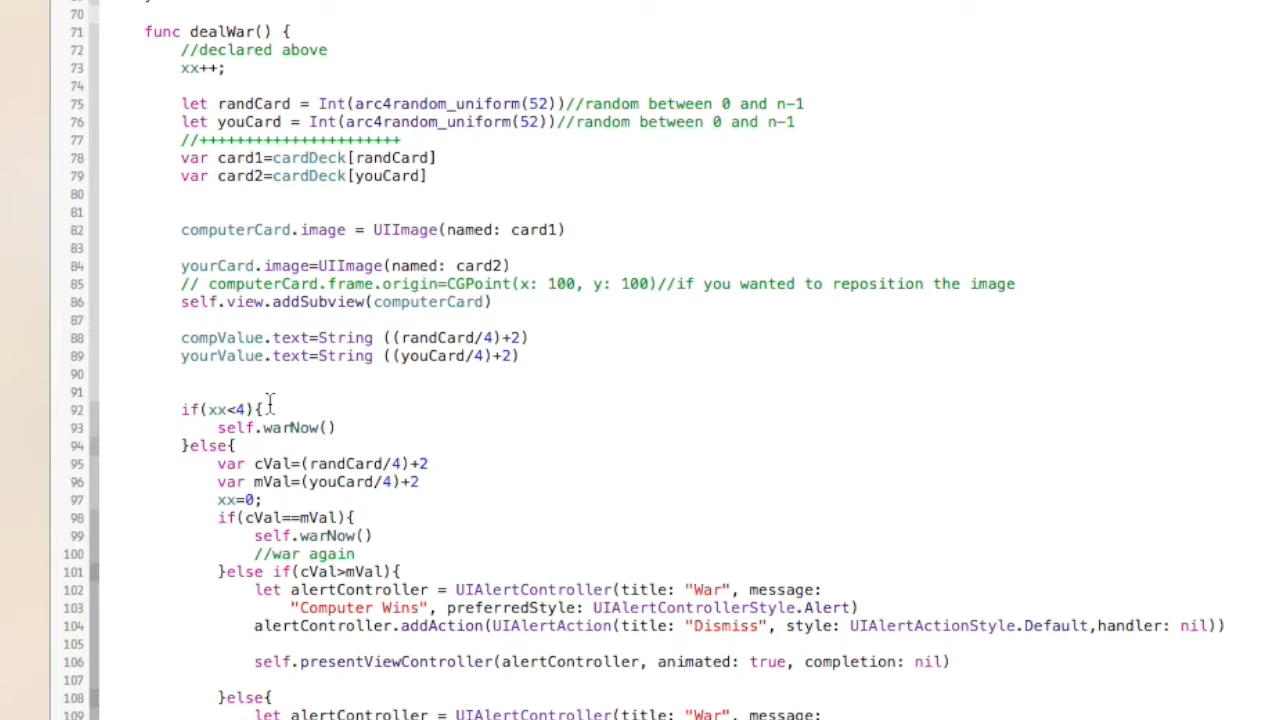 70
71 func dealWar() {
72 //declared above
73 xx++;
74
75 let randCard = Int(arc4random_uniform(52))//random between 0 and n-1
76 let youCard = Int(arc4random_uniform(52))//random between 0 and n-1
77 //++++++++++++++++++++++
78 var card1=cardDeck[randCard]
79 var card2=cardDeck[youCard]
80
81
82 computerCard.image = UIImage(named: card1)
83
84 yourCard.image=UIImage(named: card2)
85 // computerCard.frame.origin=CGPoint(x: 100, y: 100)//if you wanted to reposition the image
86 self.view.addSubview(computerCard)
87
88 compValue.text=String ((randCard/4)+2)
89 yourValue.text=String ((youCard/4)+2)
90
91
92 if(xx<4){
93 self.warNow()
94 }else{
95 var cVal=(randCard/4)+2
96 var mVal=(youCard/4)+2
97 xx=0;
98 if(cVal==mVal){
99 self.warNow()
100 //war again
101 }else if(cVal>mVal){
102 let alertController = UIAlertController(title: "War", message:
103 "Computer Wins", preferredStyle: UIAlertControllerStyle.Alert)
104 alertController.addAction(UIAlertAction(title: "Dismiss", style: UIAlertActionStyle.Default,handler: nil))
105
106 self.presentViewController(alertController, animated: true, completion: nil)
107
108 }else{
109 let alertController = UIAlertController(title: "War", message: